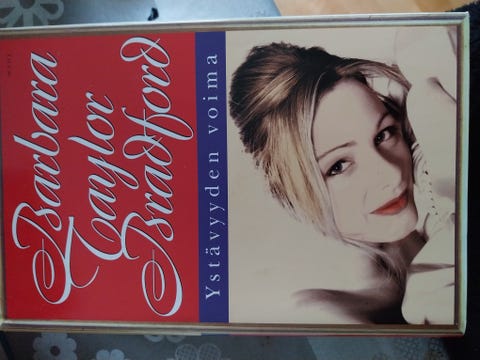 Barbara
Taylor
Bradford
Ystävyyden voima